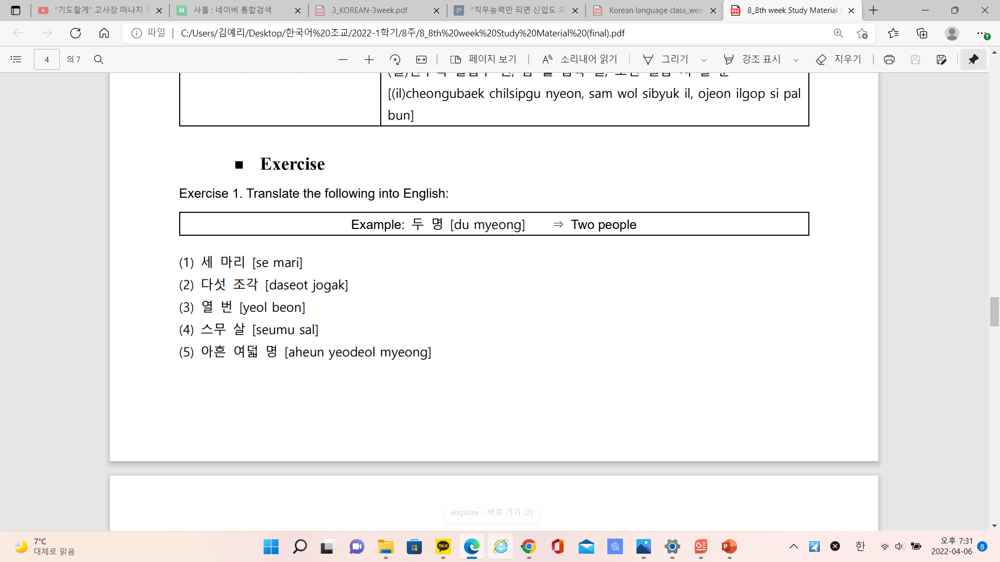 "기도할게" 고사장 떠나지
사흘 : 네이버 통합검색
3_KOREAN-3week.pdf
"직무능력만 되면 신입도
Korean language class_wee
8_8th week Study Material (
파일
C:/Users/김예리/Desktop/한국어%20조교/2022-1학기/8주/8_8th%20week%20Study%20Material%20(final).pdf
4 의 7
페이지 보기
소리내어 읽기
그리기
강조 표시
지우기
[(il)cheongubaek chilsipgu nyeon, sam wol sibyuk il, ojeon ilgop si pal
bun]
■ Exercise
Exercise 1. Translate the following into English:
Example: 두 명 [du myeong] ⇒ Two people
(1) 세 마리 [se mari]
(2) 다섯 조각 [daseot jogak]
(3) 열 번 [yeol beon]
(4) 스무 살 [seumu sal]
(5) 아흔 여덟 명 [aheun yeodeol myeong]
iexplore - 바로 가기 (2)
7°C
대체로 맑음
TALK
한
오후 7:31
2022-04-06
8